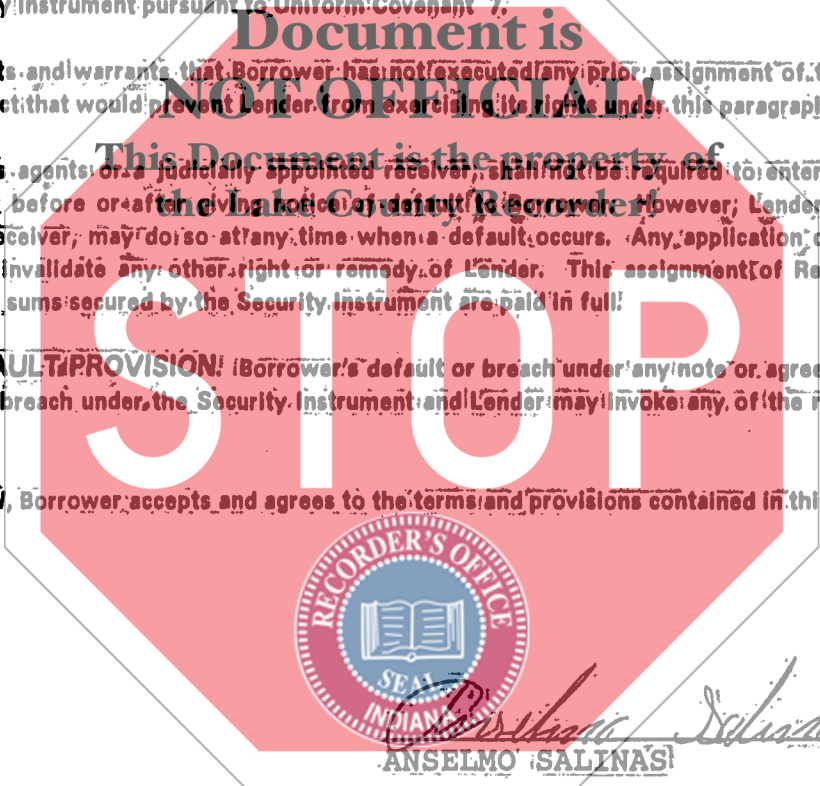 y Instrument pursuant to Uniform Covenant 7.
Document is
s and warrants that Borrower has not executed any prior assignment of t
NOT OFFICIAL!
ct that would prevent Lender from exercising its rights under this paragraph
This Document is the property of
s agents or a judicially appointed receiver, shall not be required to enter
the Lake County Recorder!
before or after giving notice of default to Borrower. However, Lender
eceiver, may do so at any time when a default occurs. Any application o
invalidate any other right or remedy of Lender. This assignment of Re
sums secured by the Security Instrument are paid in full.
STOP
AULT PROVISION. Borrower's default or breach under any note or agree
breach under the Security Instrument and Lender may invoke any of the r
, Borrower accepts and agrees to the terms and provisions contained in thi
RECORDER'S OFFICE
SEAL
INDIANA
Anselmo Salin
ANSELMO SALINAS